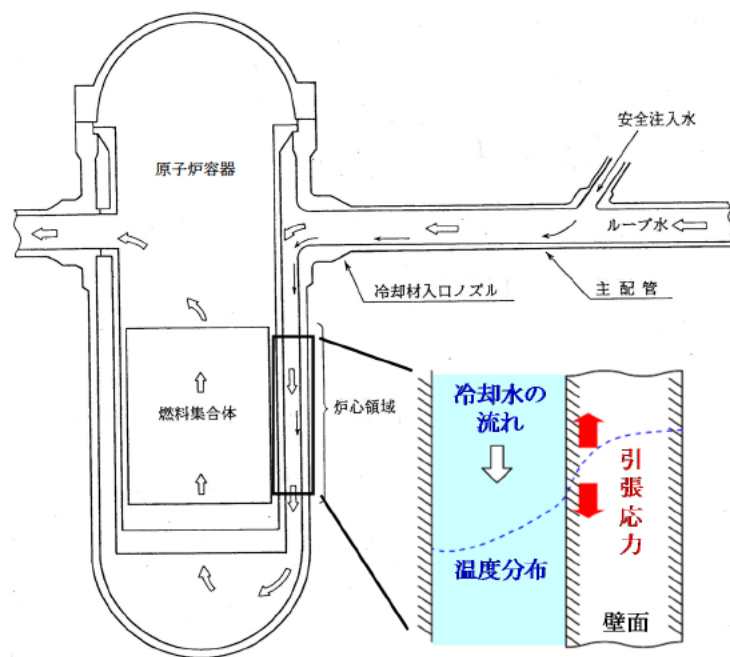 安全注入水
原子炉容器
ループ水
冷却材入口ノズル
主配管
燃料集合体
炉心領域
冷却水の
流れ
引張応力
温度分布
壁面